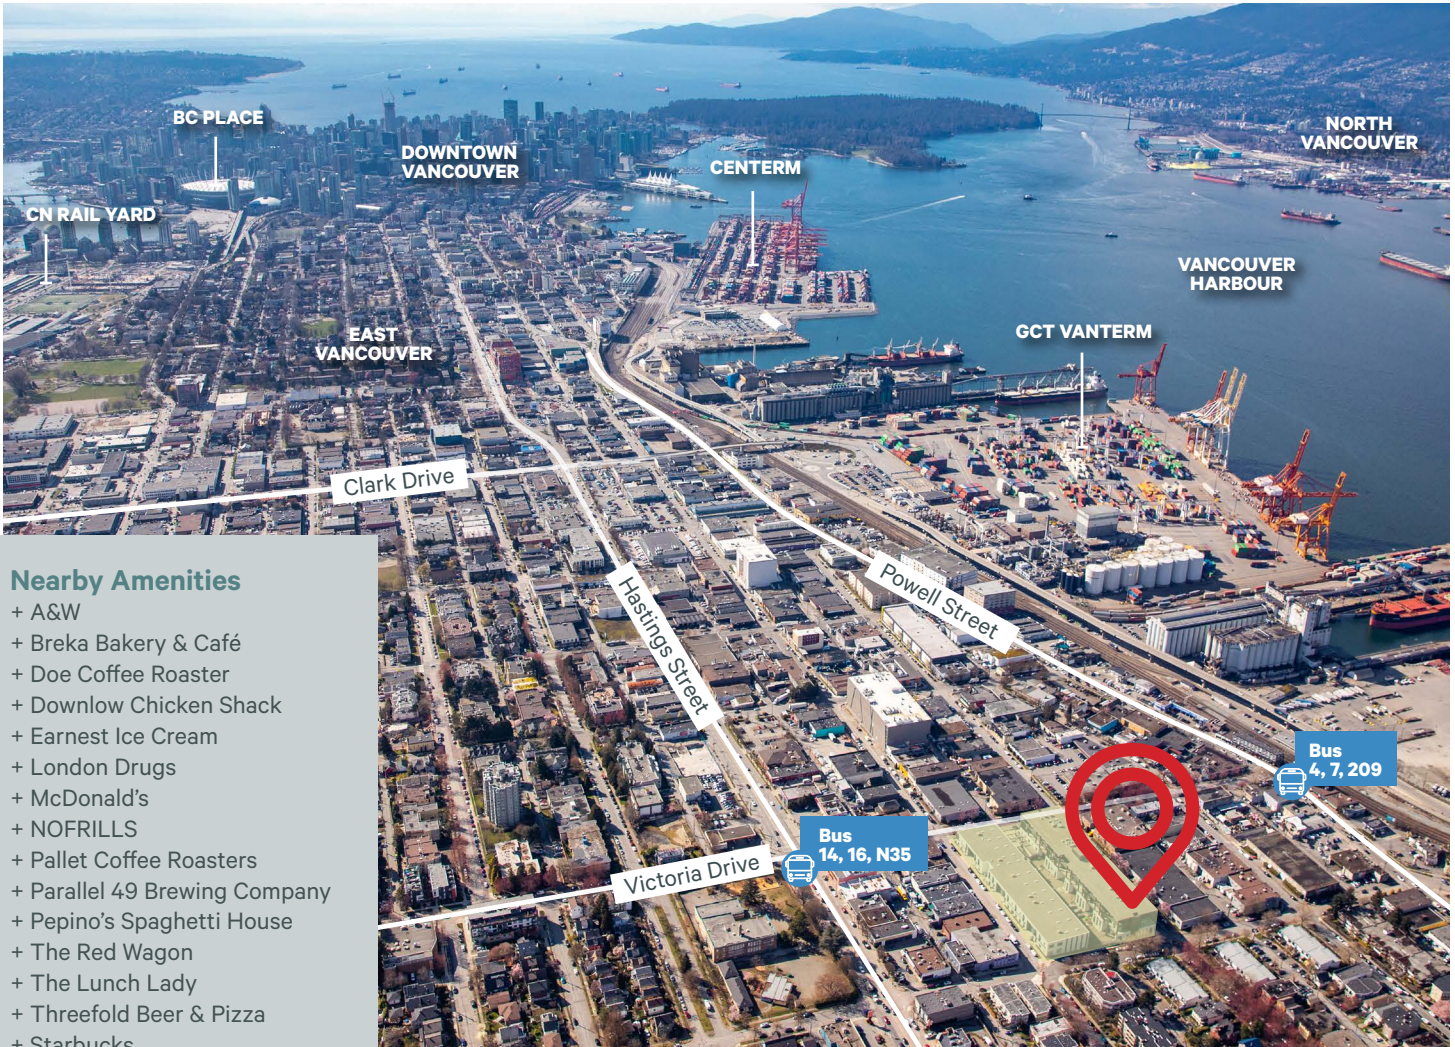 BC PLACE
DOWNTOWN
VANCOUVER
CENTERM
NORTH
VANCOUVER
CN RAIL YARD
VANCOUVER
HARBOUR
EAST
VANCOUVER
GCT VANTERM
Clark Drive
Hastings Street
Powell Street
Bus
4, 7, 209
Bus
14, 16, N35
Victoria Drive
Nearby Amenities
+ A&W
+ Breka Bakery & Café
+ Doe Coffee Roaster
+ Downlow Chicken Shack
+ Earnest Ice Cream
+ London Drugs
+ McDonald's
+ NOFRILLS
+ Pallet Coffee Roasters
+ Parallel 49 Brewing Company
+ Pepino's Spaghetti House
+ The Red Wagon
+ The Lunch Lady
+ Threefold Beer & Pizza
+ Starbucks